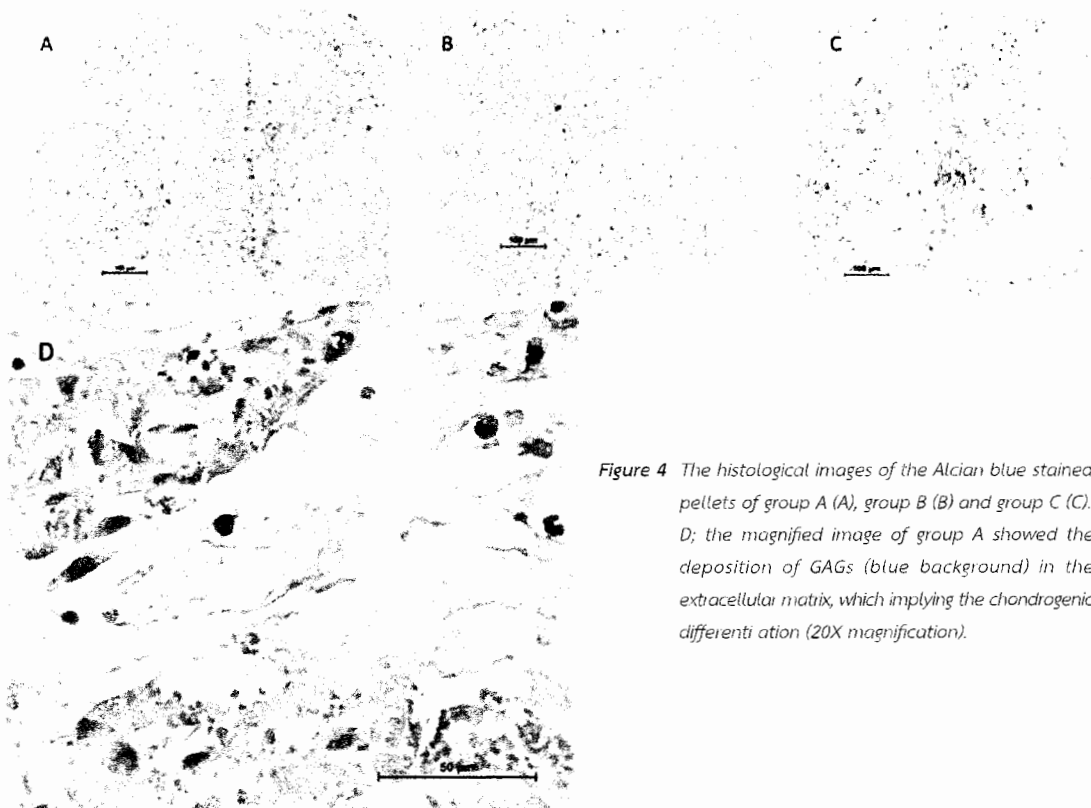 A
B
C
100 µm
D
Figure 4 The histological images of the Alcian blue stained
pellets of group A (A), group B (B) and group C (C).
D; the magnified image of group A showed the
deposition of GAGs (blue background) in the
extracellular matrix, which implying the chondrogenic
differenti ation (20X magnification).
50 µm